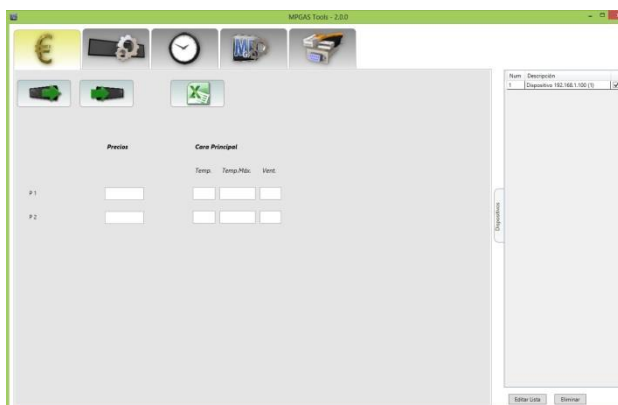 MPGAS Tools - 2.0.0
Num Descripción
1 Dispositivo 192.168.1.100 (1)
Precios Cara Principal
Temp. Temp.Máx. Vent.
P 1
P 2
Dispositivos
Editar Lista Eliminar